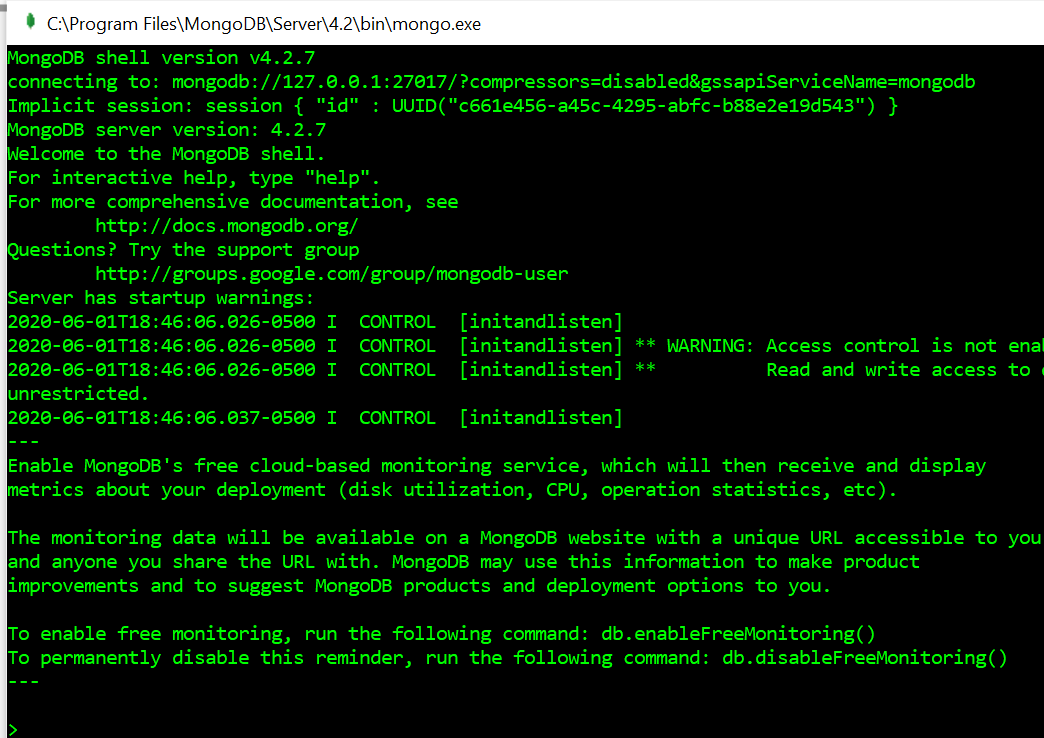 C:\Program Files\MongoDB\Server\4.2\bin\mongo.exe
MongoDB shell version v4.2.7
connecting to: mongodb://127.0.0.1:27017/?compressors=disabled&gssapiServiceName=mongodb
Implicit session: session { "id" : UUID("c661e456-a45c-4295-abfc-b88e2e19d543") }
MongoDB server version: 4.2.7
Welcome to the MongoDB shell.
For interactive help, type "help".
For more comprehensive documentation, see
        http://docs.mongodb.org/
Questions? Try the support group
        http://groups.google.com/group/mongodb-user
Server has startup warnings:
2020-06-01T18:46:06.026-0500 I  CONTROL  [initandlisten]
2020-06-01T18:46:06.026-0500 I  CONTROL  [initandlisten] ** WARNING: Access control is not
2020-06-01T18:46:06.026-0500 I  CONTROL  [initandlisten] **          Read and write access to
unrestricted.
2020-06-01T18:46:06.037-0500 I  CONTROL  [initandlisten]
---
Enable MongoDB's free cloud-based monitoring service, which will then receive and display
metrics about your deployment (disk utilization, CPU, operation statistics, etc).
The monitoring data will be available on a MongoDB website with a unique URL accessible to you
and anyone you share the URL with. MongoDB may use this information to make product
improvements and to suggest MongoDB products and deployment options to you.
To enable free monitoring, run the following command: db.enableFreeMonitoring()
To permanently disable this reminder, run the following command: db.disableFreeMonitoring()
---
>